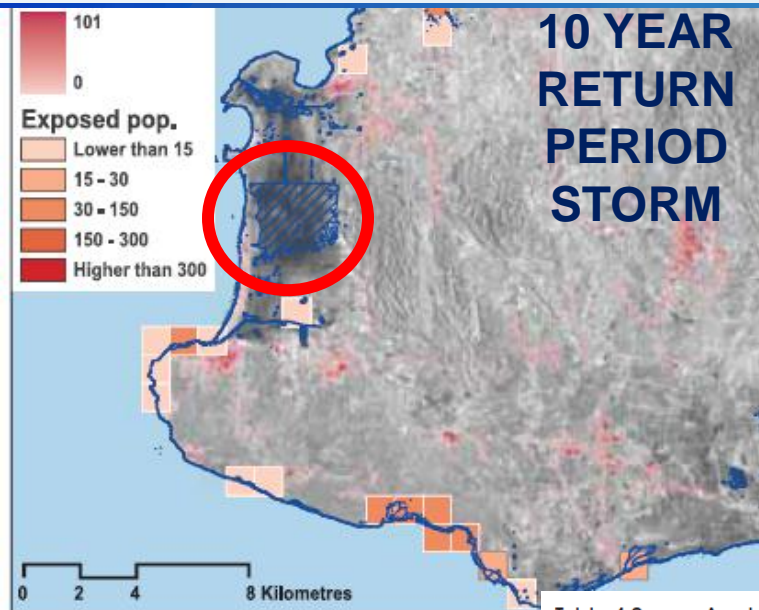 101
0
Exposed pop.
Lower than 15
15 - 30
30 - 150
150 - 300
Higher than 300
10 YEAR
RETURN
PERIOD
STORM
0 2 4 8 Kilometres